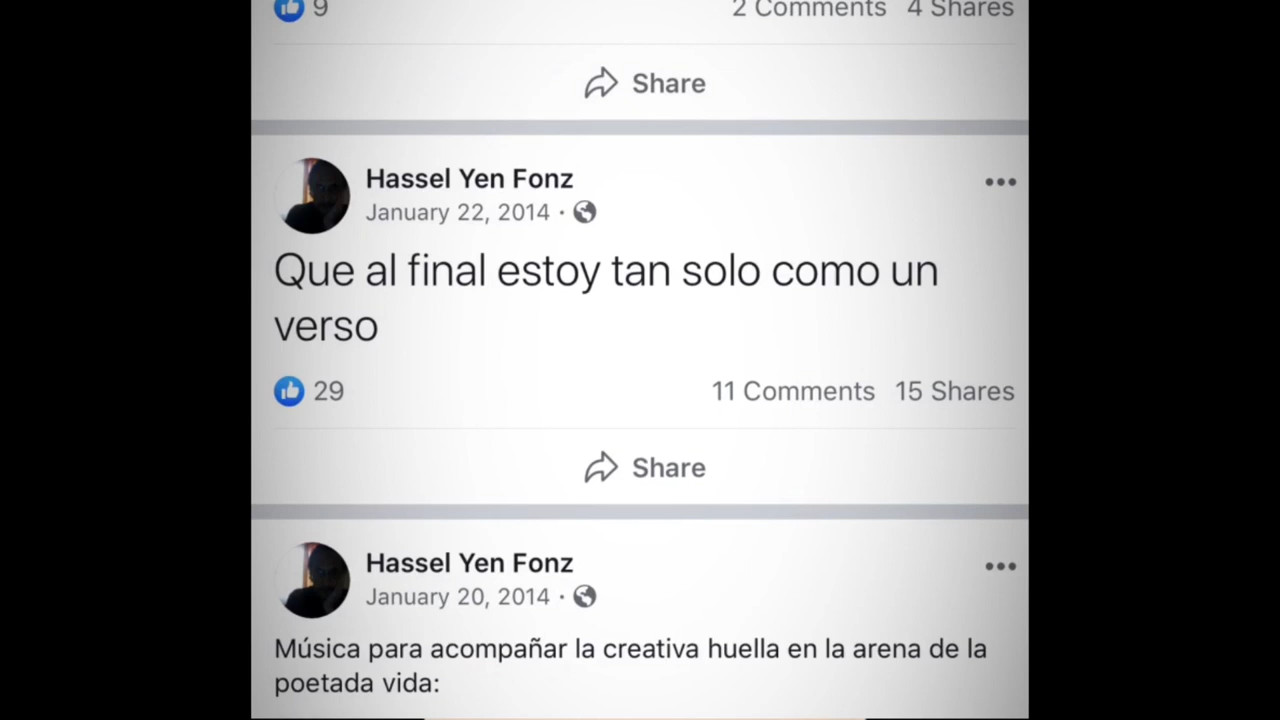 9
2 Comments 4 Shares
Share
Hassel Yen Fonz
January 22, 2014 ·
Que al final estoy tan solo como un
verso
29
11 Comments 15 Shares
Share
Hassel Yen Fonz
January 20, 2014 ·
Música para acompañar la creativa huella en la arena de la
poetada vida: